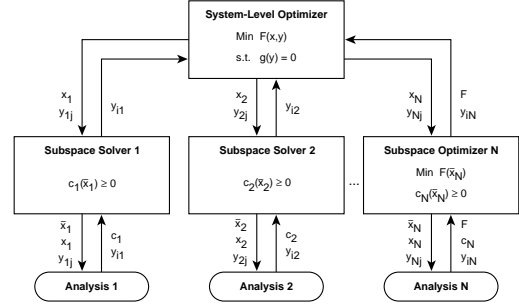 System-Level Optimizer
Min F(x,y)
s.t. g(y) = 0
x1
y1j
yi1
x2
y2j
yi2
xN
yNj
F
yiN
Subspace Solver 1
c1(x̄1) ≥ 0
Subspace Solver 2
c2(x̄2) ≥ 0
...
Subspace Optimizer N
Min F(x̄N)
cN(x̄N) ≥ 0
x̄1
x1
y1j
c1
yi1
x̄2
x2
y2j
c2
yi2
x̄N
xN
yNj
F
cN
yiN
Analysis 1
Analysis 2
Analysis N